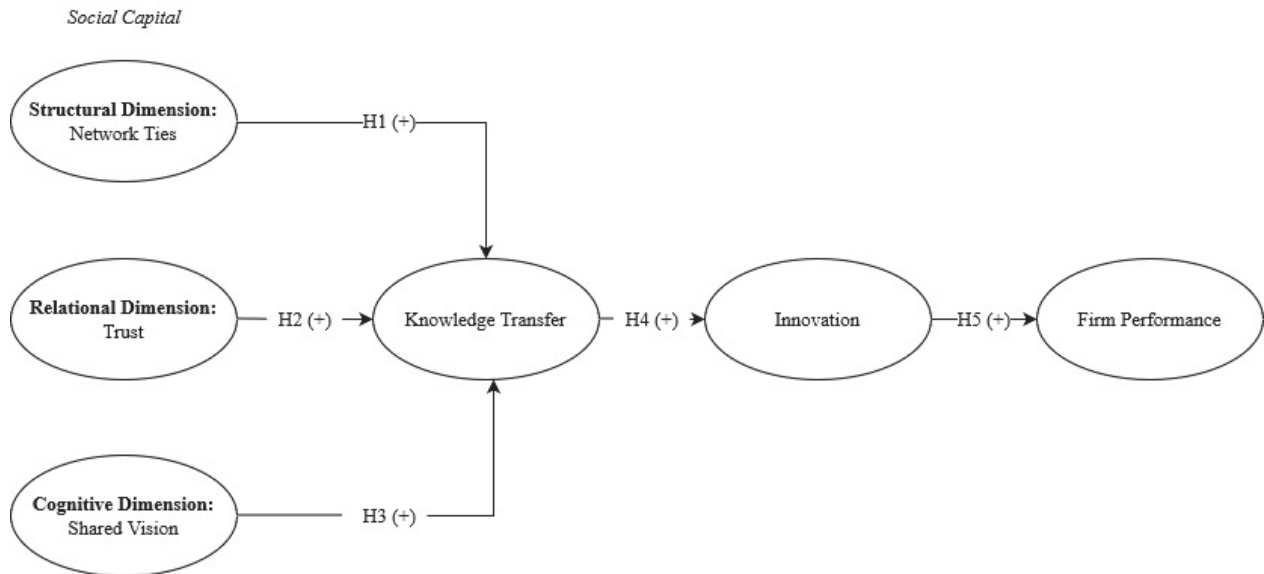 Social Capital
Structural Dimension:
Network Ties
H1 (+)
Relational Dimension:
Trust
H2 (+)
Knowledge Transfer
H4 (+)
Innovation
H5 (+)
Firm Performance
Cognitive Dimension:
Shared Vision
H3 (+)